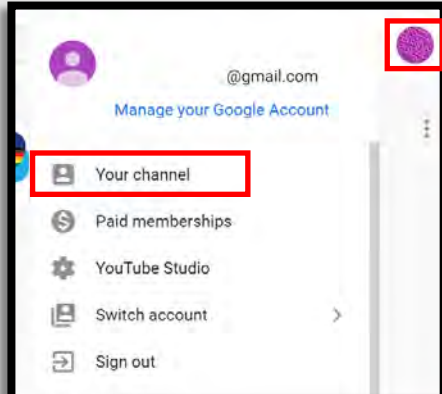 @gmail.com
Manage your Google Account
Your channel
Paid memberships
YouTube Studio
Switch account
Sign out